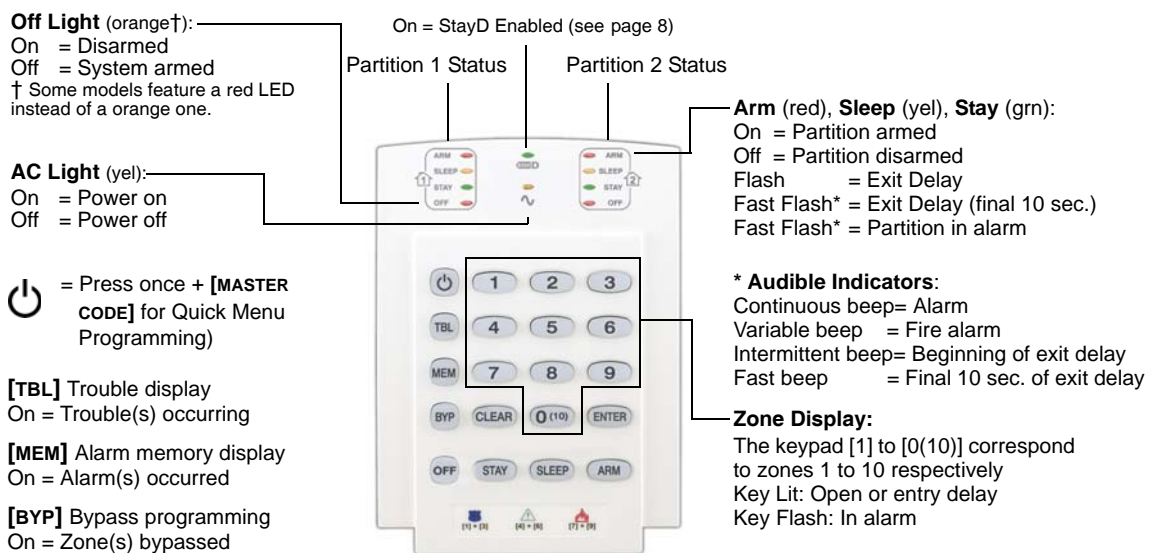 Off Light (orange†):
On = Disarmed
Off = System armed
† Some models feature a red LED
instead of a orange one.
AC Light (yel):
On = Power on
Off = Power off
= Press once + [MASTER
CODE] for Quick Menu
Programming)
[TBL] Trouble display
On = Trouble(s) occurring
[MEM] Alarm memory display
On = Alarm(s) occurred
[BYP] Bypass programming
On = Zone(s) bypassed
On = StayD Enabled (see page 8)
Partition 1 Status
Partition 2 Status
ARM
SLEEP
STAY
OFF
1
D
ARM
SLEEP
STAY
OFF
2
1 2 3
TBL 4 5 6
MEM 7 8 9
BYP CLEAR 0 (10) ENTER
OFF STAY SLEEP ARM
[1] + [3] [4] + [6] [7] + [9]
Arm (red), Sleep (yel), Stay (grn):
On = Partition armed
Off = Partition disarmed
Flash = Exit Delay
Fast Flash* = Exit Delay (final 10 sec.)
Fast Flash* = Partition in alarm
* Audible Indicators:
Continuous beep= Alarm
Variable beep = Fire alarm
Intermittent beep= Beginning of exit delay
Fast beep = Final 10 sec. of exit delay
Zone Display:
The keypad [1] to [0(10)] correspond
to zones 1 to 10 respectively
Key Lit: Open or entry delay
Key Flash: In alarm